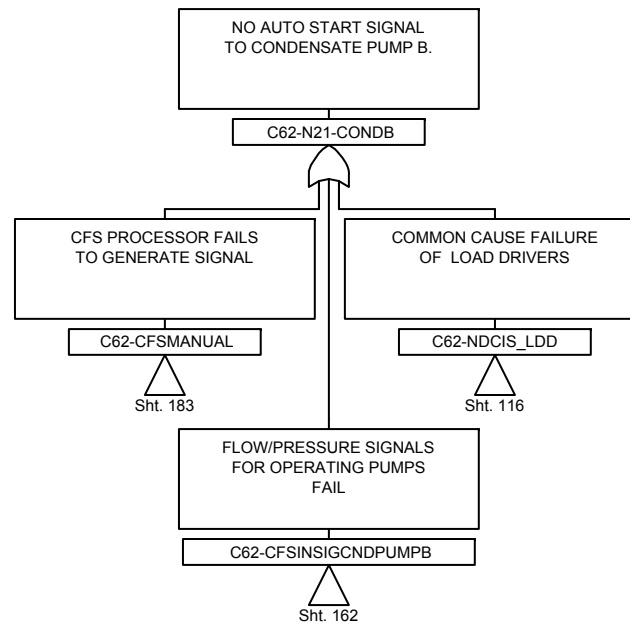 NO AUTO START SIGNAL
TO CONDENSATE PUMP B.
C62-N21-CONDB
CFS PROCESSOR FAILS
TO GENERATE SIGNAL
C62-CFSMANUAL
Sht. 183
COMMON CAUSE FAILURE
OF LOAD DRIVERS
C62-NDCIS_LDD
Sht. 116
FLOW/PRESSURE SIGNALS
FOR OPERATING PUMPS
FAIL
C62-CFSINSIGCNDPUMPB
Sht. 162